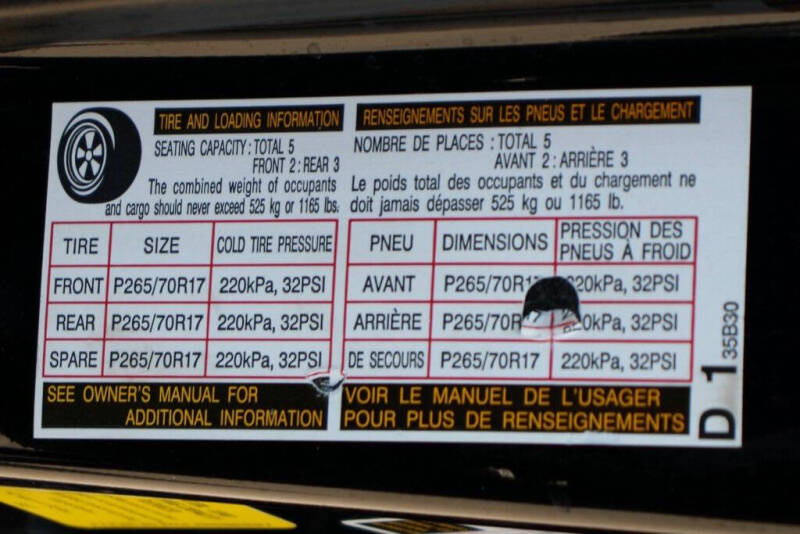 TIRE AND LOADING INFORMATION
SEATING CAPACITY: TOTAL 5
FRONT 2: REAR 3
The combined weight of occupants
and cargo should never exceed 525 kg or 1165 lbs.
TIRE SIZE COLD TIRE PRESSURE
FRONT P265/70R17 220kPa, 32PSI
REAR P265/70R17 220kPa, 32PSI
SPARE P265/70R17 220kPa, 32PSI
SEE OWNER'S MANUAL FOR
ADDITIONAL INFORMATION
RENSEIGNEMENTS SUR LES PNEUS ET LE CHARGEMENT
NOMBRE DE PLACES : TOTAL 5
AVANT 2: ARRIÈRE 3
Le poids total des occupants et du chargement ne
doit jamais dépasser 525 kg ou 1165 lb.
PNEU DIMENSIONS PRESSION DES
PNEUS À FROID
AVANT 32PSI
ARRIÈRE 32PSI
DE SECOURS P265/70R17 220kPa, 32PSI
VOIR LE MANUEL DE L'USAGER
POUR PLUS DE RENSEIGNEMENTS
D 1 35B30